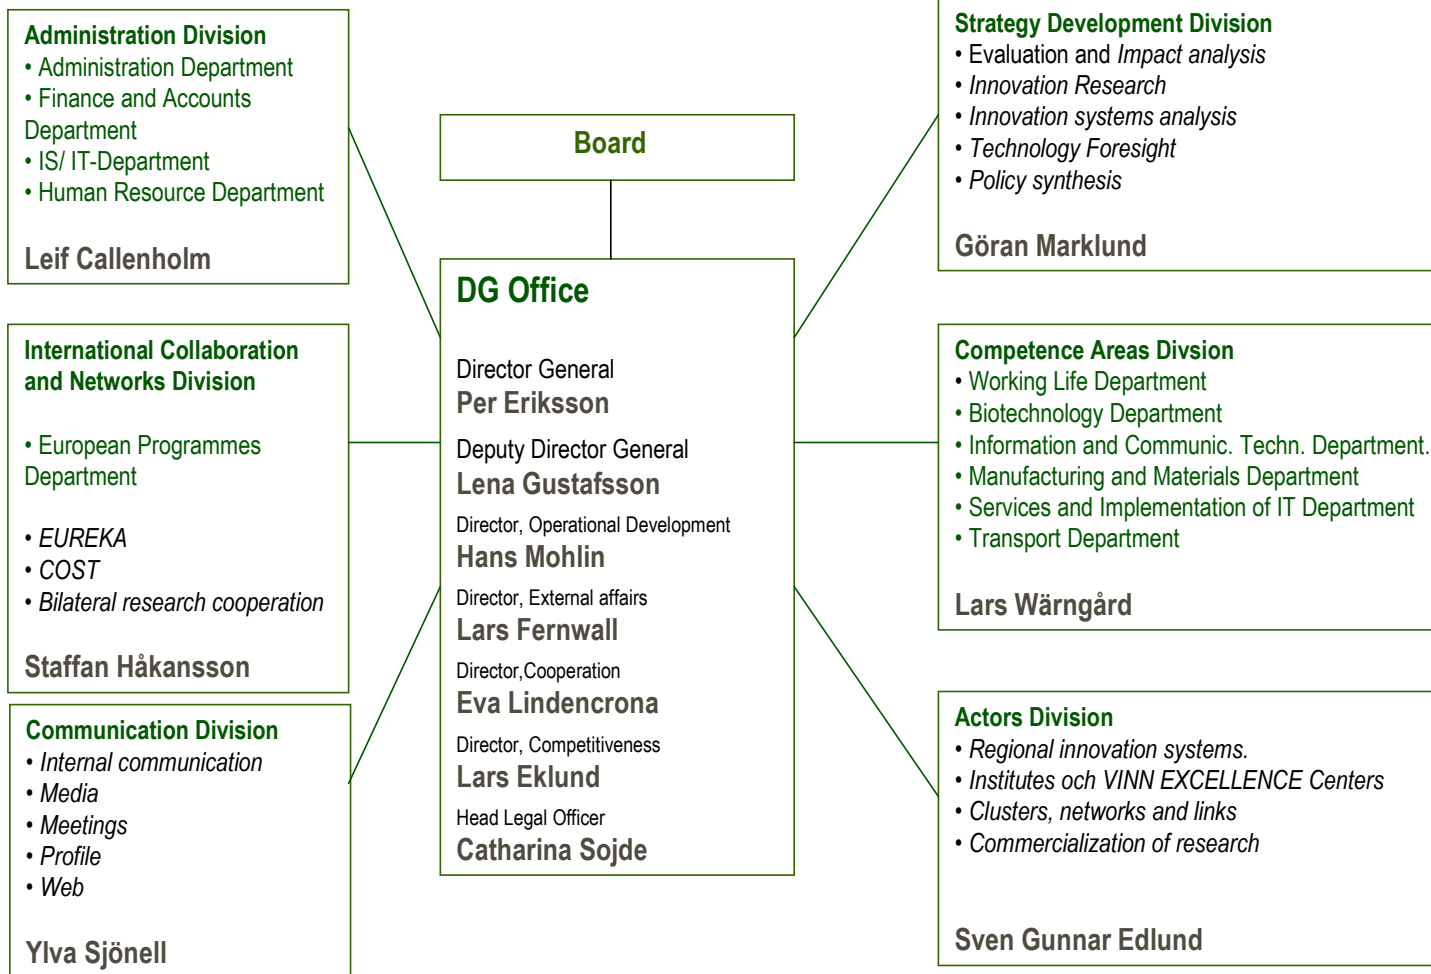 Administration Division
• Administration Department
• Finance and Accounts
Department
• IS/ IT-Department
• Human Resource Department
Leif Callenholm
International Collaboration
and Networks Division
• European Programmes
Department
• EUREKA
• COST
• Bilateral research cooperation
Staffan Håkansson
Communication Division
• Internal communication
• Media
• Meetings
• Profile
• Web
Ylva Sjönell
Board
DG Office
Director General
Per Eriksson
Deputy Director General
Lena Gustafsson
Director, Operational Development
Hans Mohlin
Director, External affairs
Lars Fernwall
Director,Cooperation
Eva Lindencrona
Director, Competitiveness
Lars Eklund
Head Legal Officer
Catharina Sojde
Strategy Development Division
• Evaluation and Impact analysis
• Innovation Research
• Innovation systems analysis
• Technology Foresight
• Policy synthesis
Göran Marklund
Competence Areas Divsion
• Working Life Department
• Biotechnology Department
• Information and Communic. Techn. Department.
• Manufacturing and Materials Department
• Services and Implementation of IT Department
• Transport Department
Lars Wärngård
Actors Division
• Regional innovation systems.
• Institutes och VINN EXCELLENCE Centers
• Clusters, networks and links
• Commercialization of research
Sven Gunnar Edlund